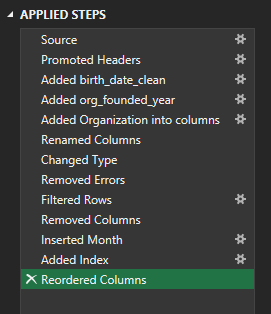 APPLIED STEPS
Source
Promoted Headers
Added birth_date_clean
Added org_founded_year
Added Organization into columns
Renamed Columns
Changed Type
Removed Errors
Filtered Rows
Removed Columns
Inserted Month
Added Index
Reordered Columns